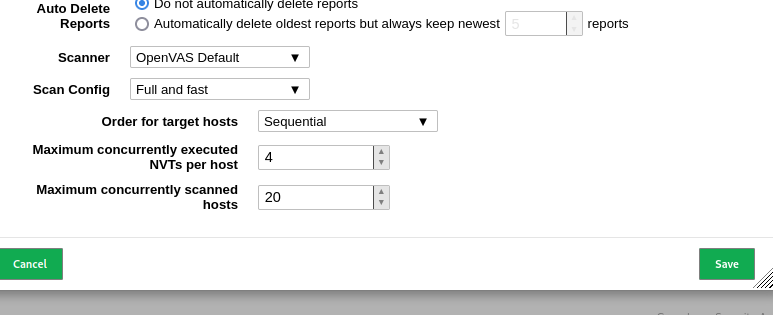 Do not automatically delete reports
Auto Delete
Reports
Automatically delete oldest reports but always keep newest 5 reports
Scanner OpenVAS Default ▼
Scan Config Full and fast ▼
Order for target hosts Sequential ▼
Maximum concurrently executed
NVTs per host
4
Maximum concurrently scanned
hosts
20
Cancel Save